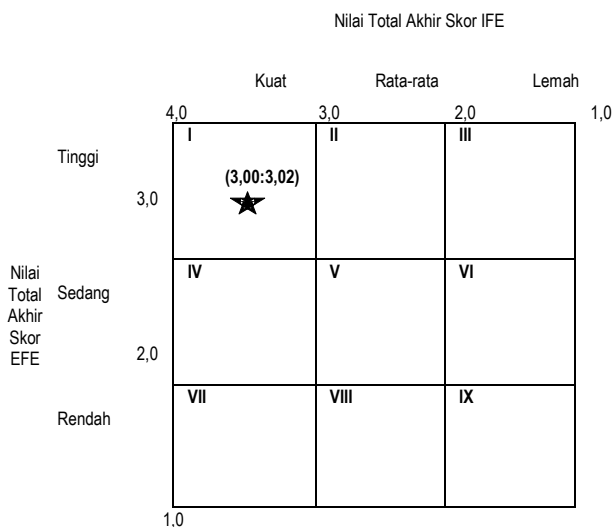 Nilai Total Akhir Skor IFE
Kuat Rata-rata Lemah
4,0 3,0 2,0 1,0
I II III
Tinggi
(3,00:3,02)
3,0
IV V VI
Nilai
Total
Akhir
Skor
EFE
Sedang
2,0
VII VIII IX
Rendah
1,0